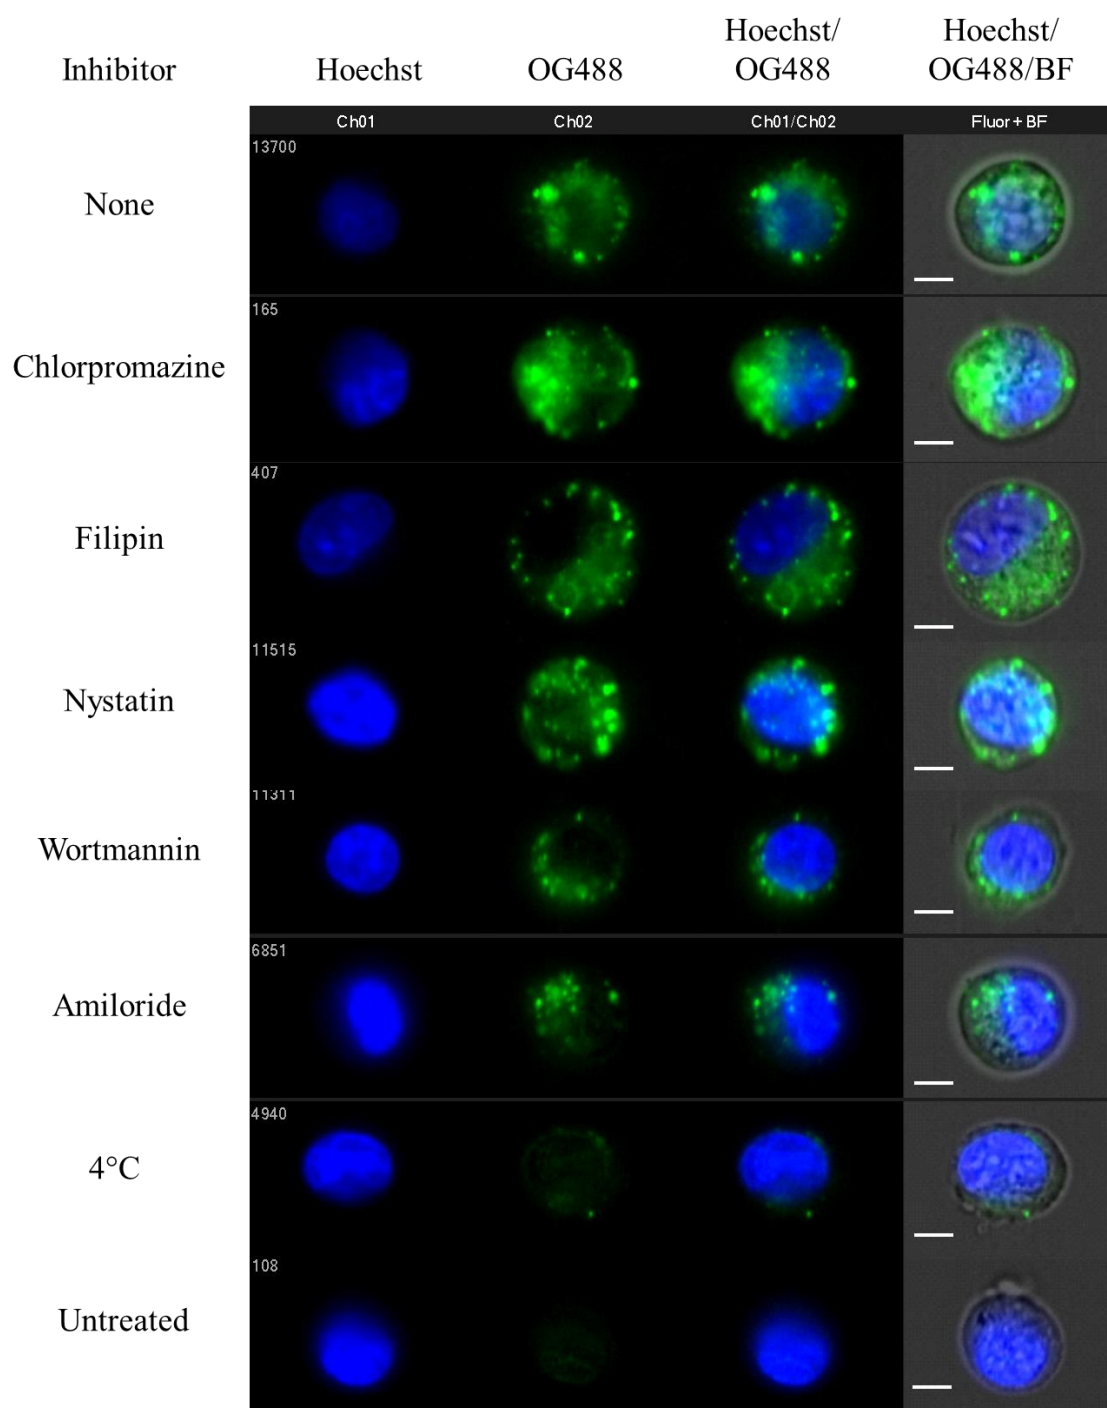 Inhibitor
Hoechst
OG488
Hoechst/
OG488
Hoechst/
OG488/BF
Ch01
Ch02
Ch01/Ch02
Fluor + BF
None
13700
Chlorpromazine
165
Filipin
407
Nystatin
11515
Wortmannin
11311
Amiloride
6851
4°C
4940
Untreated
108